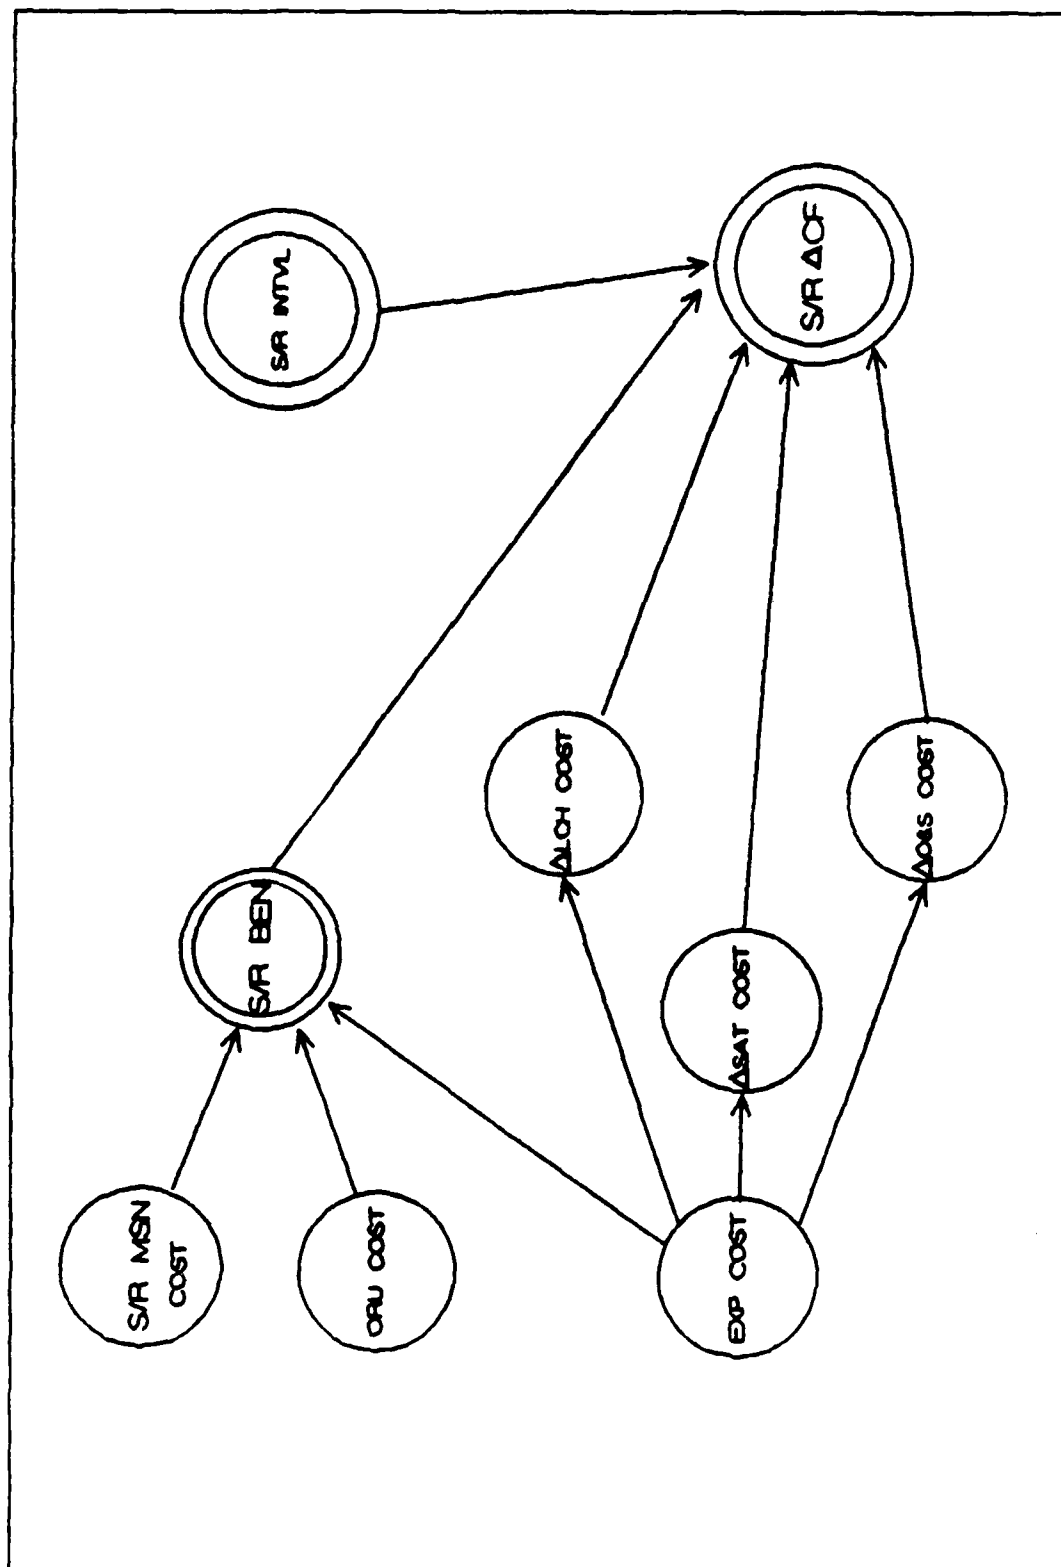 S/R MSN
COST
ORU COST
EXP COST
S/R BEN
ΔSAT COST
ΔLCH COST
ΔO&S COST
S/R INTVL
S/R ΔCF